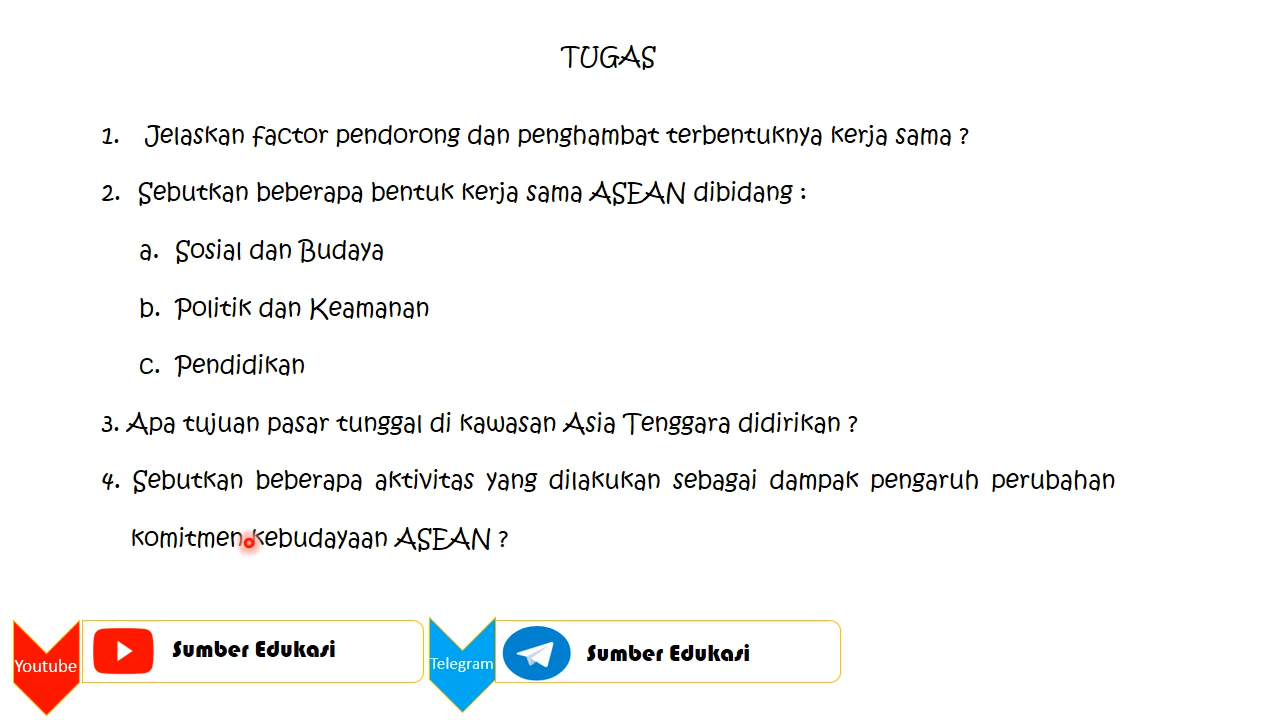 TUGAS
1. Jelaskan factor pendorong dan penghambat terbentuknya kerja sama ?
2. Sebutkan beberapa bentuk kerja sama ASEAN dibidang :
a. Sosial dan Budaya
b. Politik dan Keamanan
c. Pendidikan
3. Apa tujuan pasar tunggal di kawasan Asia Tenggara didirikan ?
4. Sebutkan beberapa aktivitas yang dilakukan sebagai dampak pengaruh perubahan
komitmen kebudayaan ASEAN ?
Youtube
Sumber Edukasi
Telegram
Sumber Edukasi